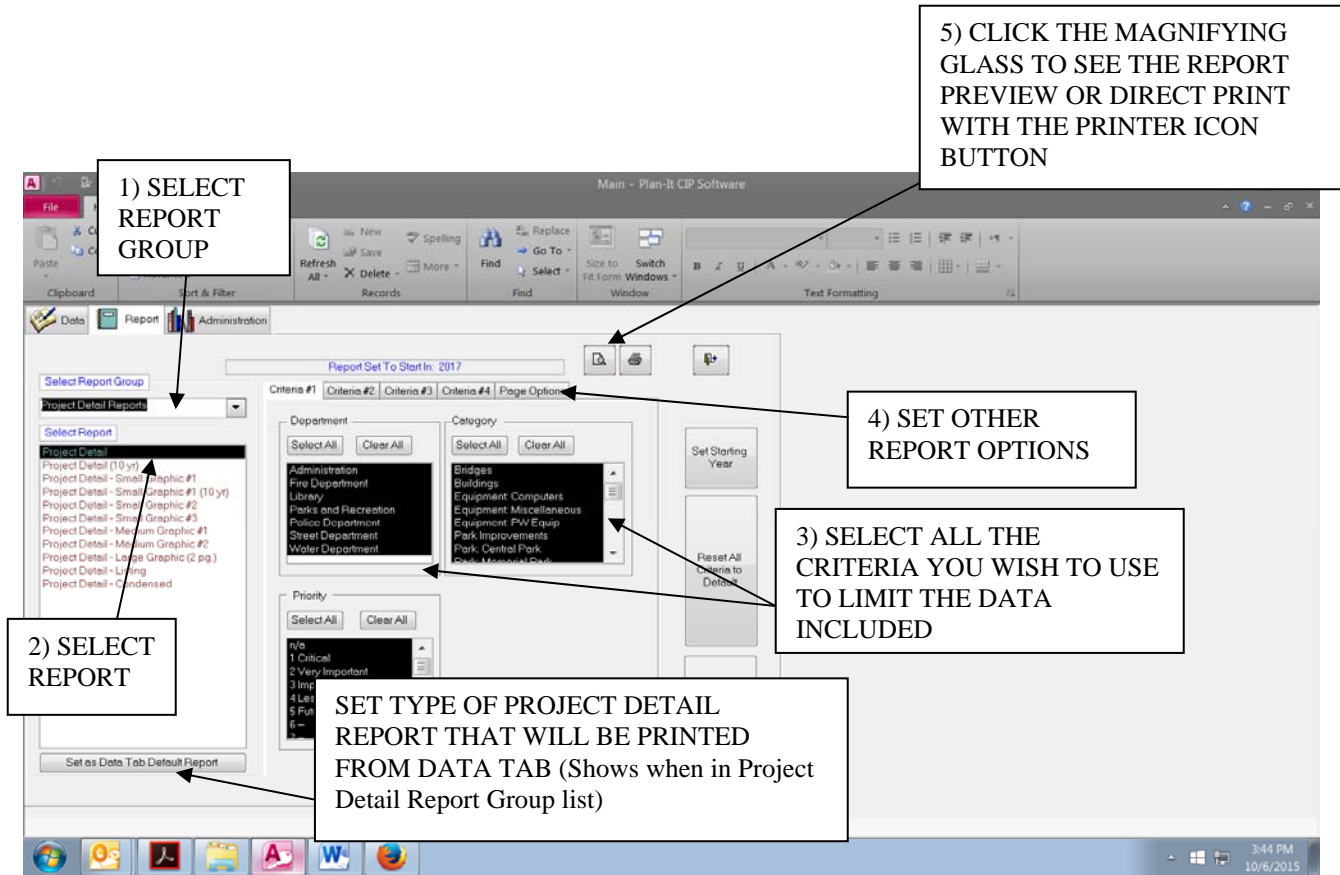 5) CLICK THE MAGNIFYING
GLASS TO SEE THE REPORT
PREVIEW OR DIRECT PRINT
WITH THE PRINTER ICON
BUTTON
1) SELECT
REPORT
GROUP
Main - Plan-It CIP Software
File
Paste
Clipboard
Sort & Filter
Refresh
All
New
Save
Delete
Spelling
More
Records
Find
Replace
Go To
Select
Find
Size to
Fit Form
Switch
Windows
Window
B I U A
Text Formatting
Data
Report
Administration
Report Set To Start In: 2017
Select Report Group
Project Detail Reports
Select Report
Project Detail
Project Detail (10 yr)
Project Detail - Small Graphic #1
Project Detail - Small Graphic #1 (10 yr)
Project Detail - Small Graphic #2
Project Detail - Small Graphic #3
Project Detail - Medium Graphic #1
Project Detail - Medium Graphic #2
Project Detail - Large Graphic (2 pg.)
Project Detail - Listing
Project Detail - Condensed
Set as Data Tab Default Report
Criteria #1
Criteria #2
Criteria #3
Criteria #4
Page Options
Department
Select All
Clear All
Administration
Fire Department
Library
Parks and Recreation
Police Department
Street Department
Water Department
Category
Select All
Clear All
Bridges
Buildings
Equipment: Computers
Equipment: Miscellaneous
Equipment: PW Equip
Park Improvements
Park: Central Park
Park: Memorial Park
Priority
Select All
Clear All
n/a
1 Critical
2 Very Important
Set Starting
Year
Reset All
Criteria to
Default
4) SET OTHER
REPORT OPTIONS
3) SELECT ALL THE
CRITERIA YOU WISH TO USE
TO LIMIT THE DATA
INCLUDED
2) SELECT
REPORT
SET TYPE OF PROJECT DETAIL
REPORT THAT WILL BE PRINTED
FROM DATA TAB (Shows when in Project
Detail Report Group list)
3:44 PM
10/6/2015